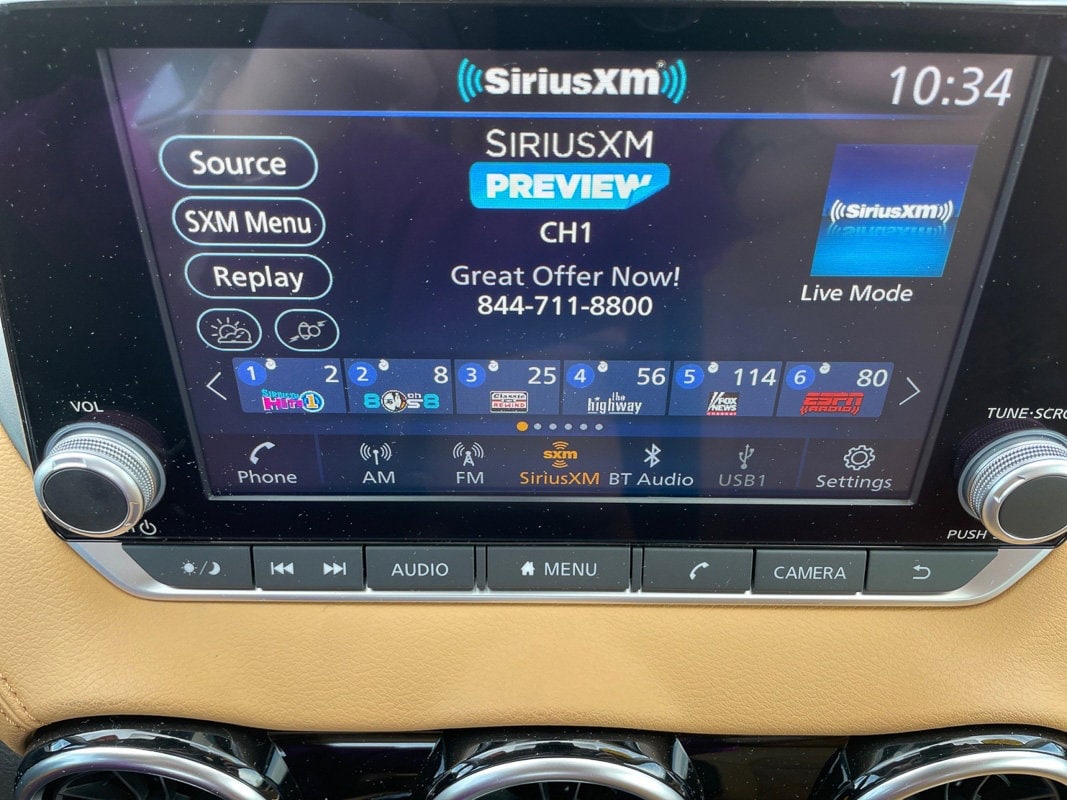 SiriusXM®
10:34
Source
SXM Menu
Replay
SIRIUSXM
PREVIEW
CH1
Great Offer Now!
844-711-8800
SiriusXM
Live Mode
1 2
SIRIUSXM HITS 1
2 8
80s on 8
3 25
Classic REWIND
4 56
the highway
5 114
FOX NEWS CHANNEL
6 80
ESPN RADIO
VOL
TUNE·SCRO
Phone
AM
FM
sxm
SiriusXM
BT Audio
USB1
Settings
PUSH
AUDIO
MENU
CAMERA